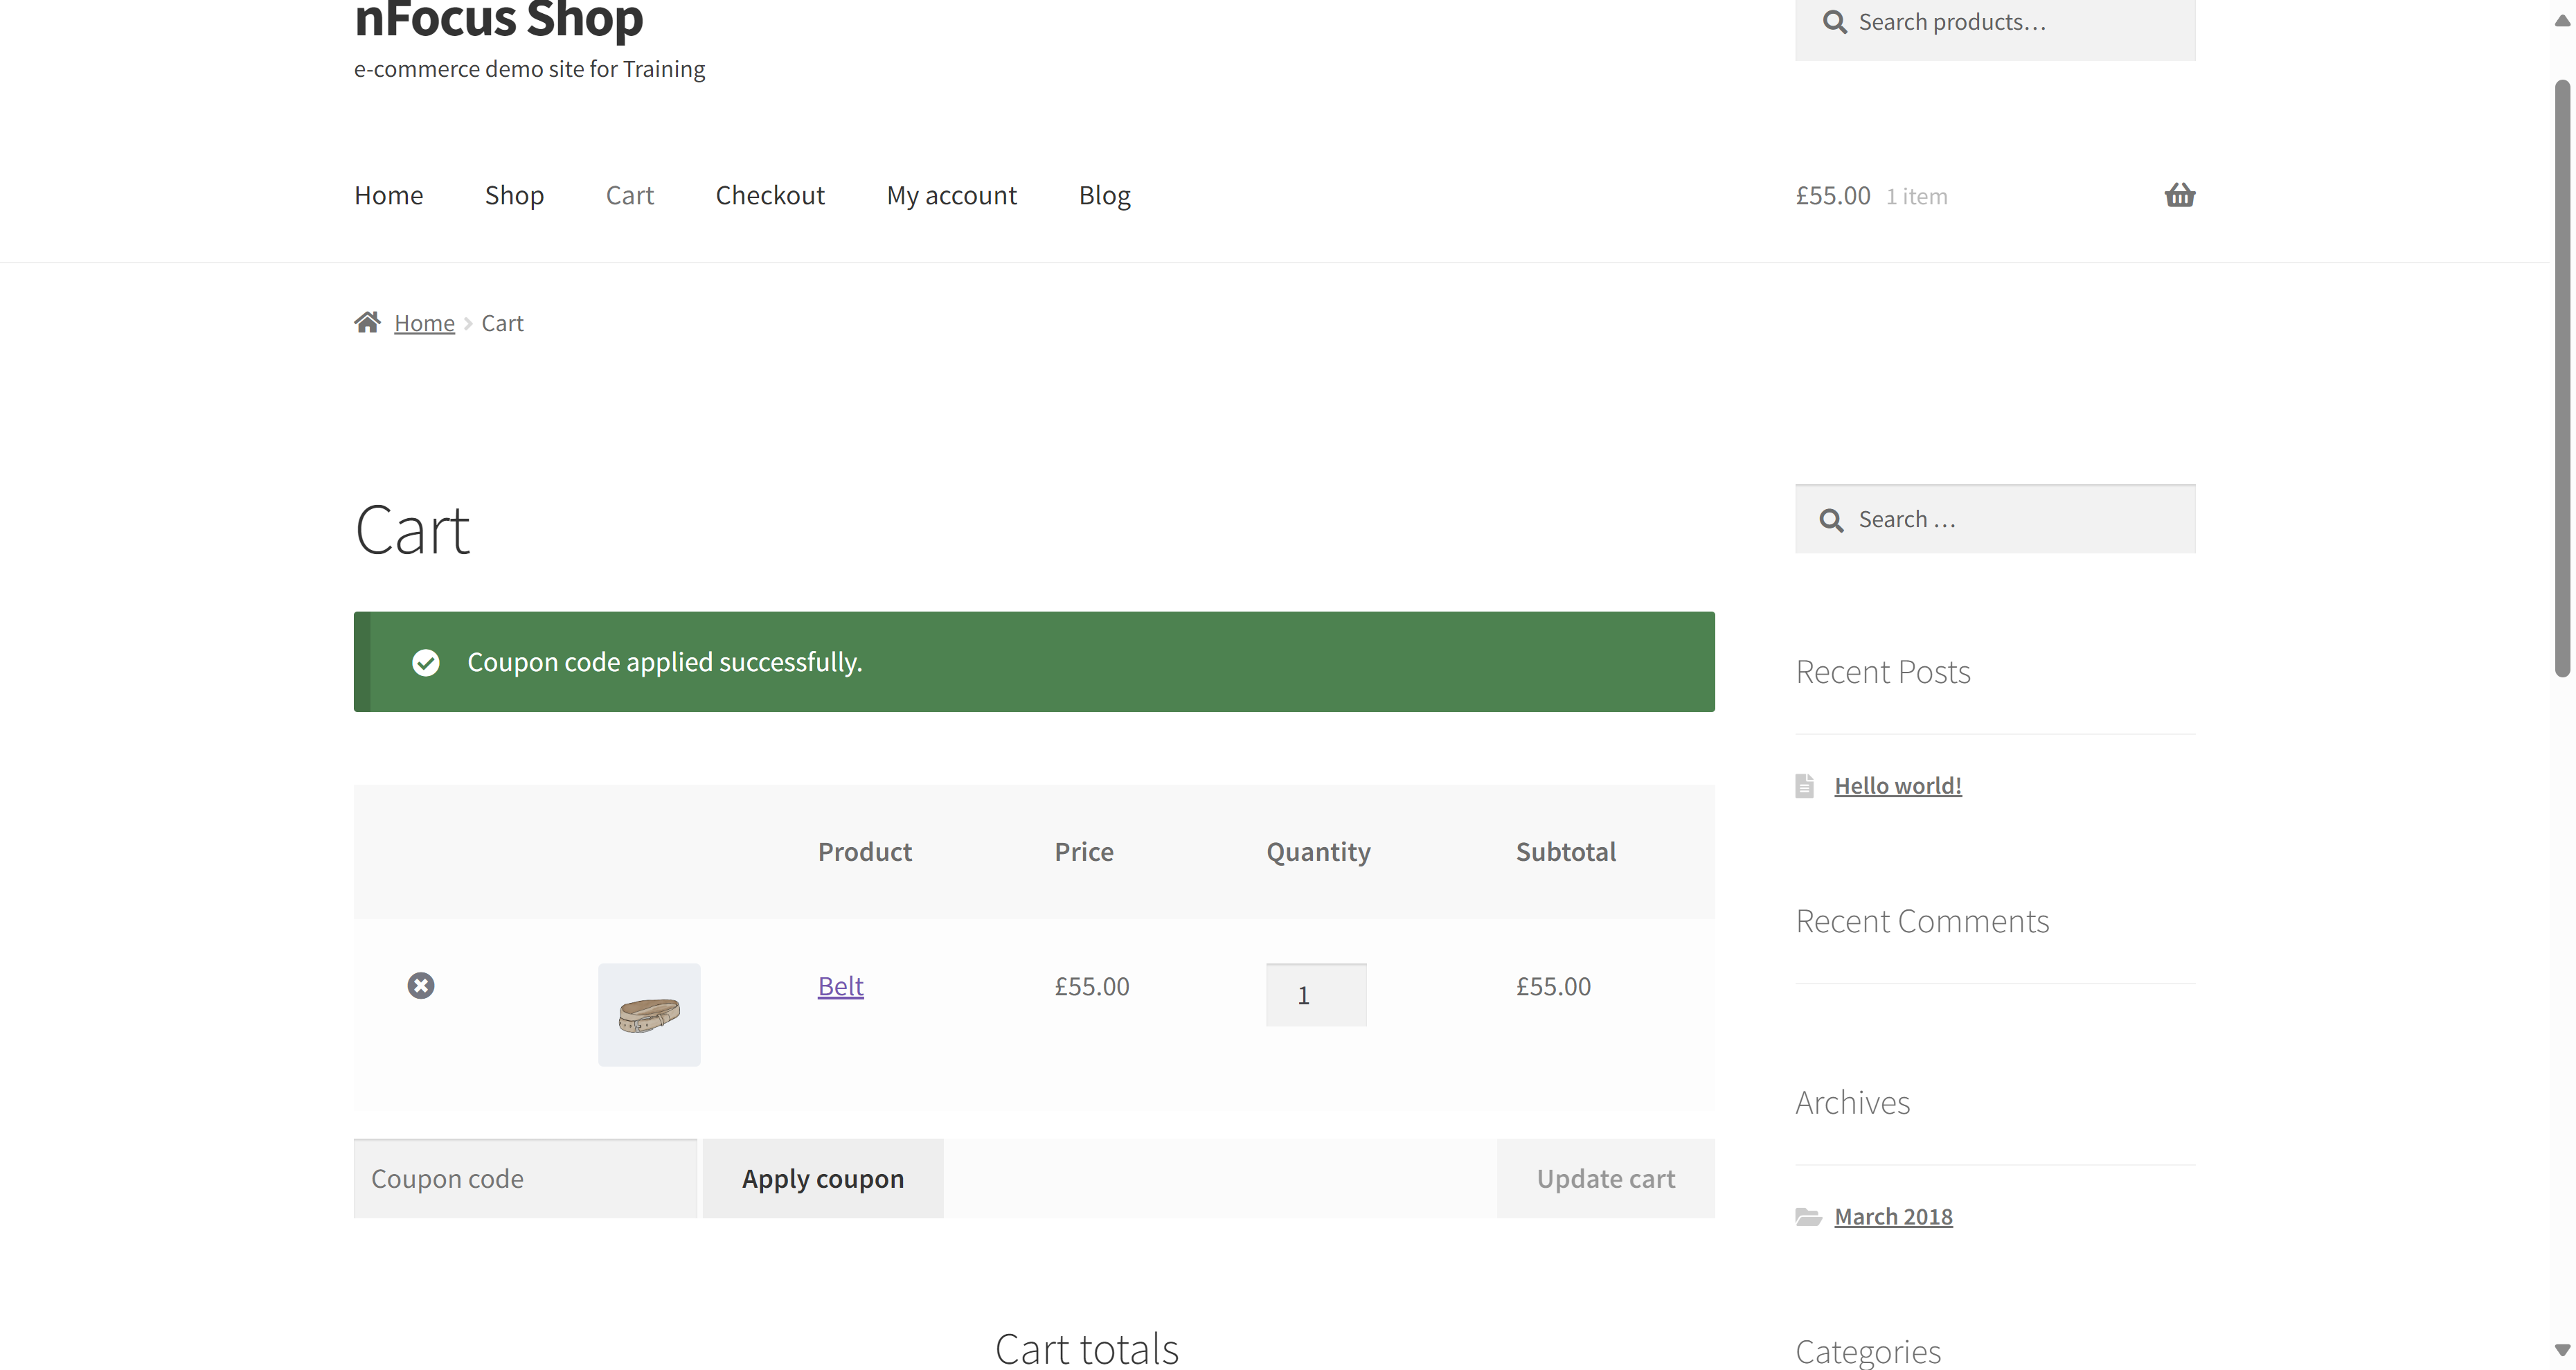 nFocus Shop
e-commerce demo site for Training
Search products…
Home Shop Cart Checkout My account Blog
£55.00 1 item
Home Cart
Cart
Coupon code applied successfully.
Product Price Quantity Subtotal
Belt £55.00 1 £55.00
Coupon code Apply coupon Update cart
Cart totals
Search …
Recent Posts
Hello world!
Recent Comments
Archives
March 2018
Categories